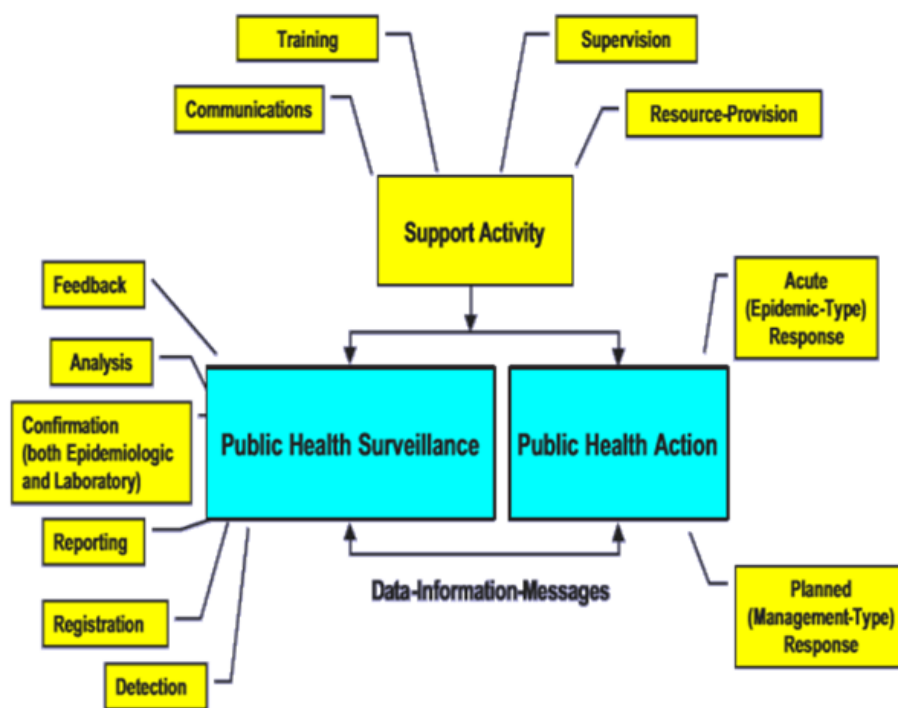 Training
Supervision
Communications
Resource-Provision
Support Activity
Feedback
Acute
(Epidemic-Type)
Response
Analysis
Confirmation
(both Epidemiologic
and Laboratory)
Public Health Surveillance
Public Health Action
Reporting
Data-Information-Messages
Registration
Planned
(Management-Type)
Response
Detection